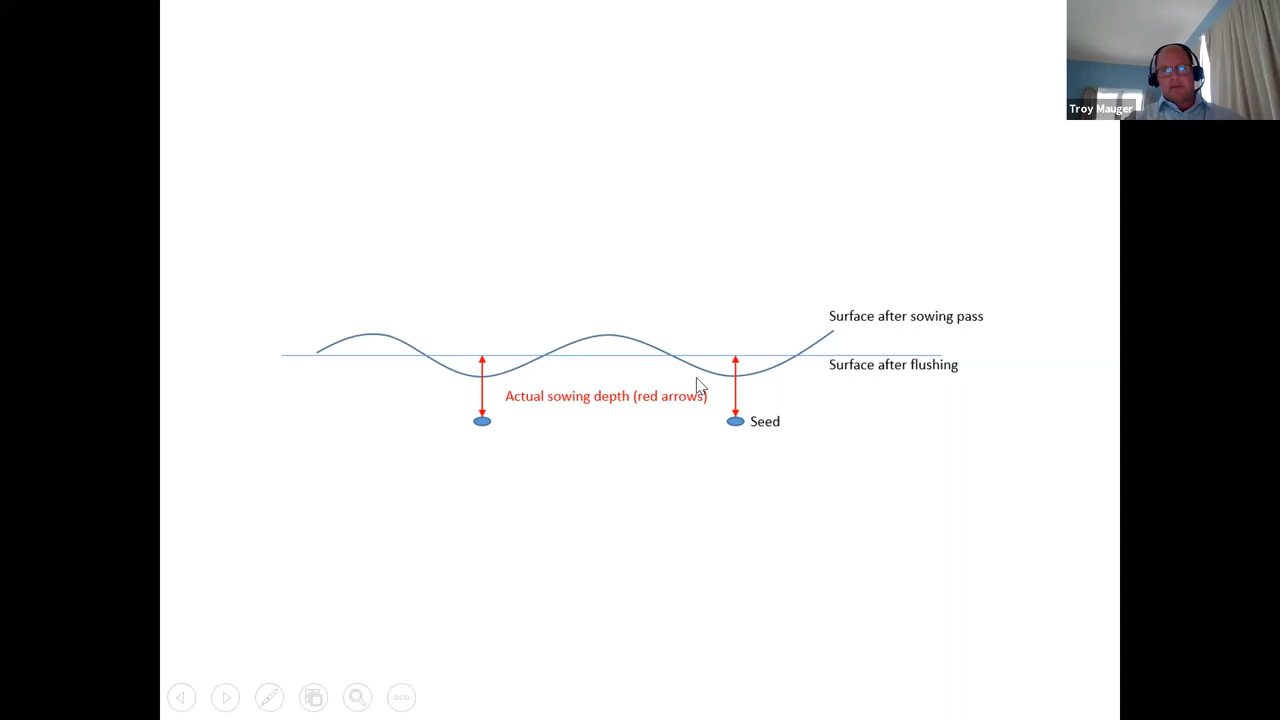 Troy Mauger
Surface after sowing pass
Surface after flushing
Actual sowing depth (red arrows)
Seed